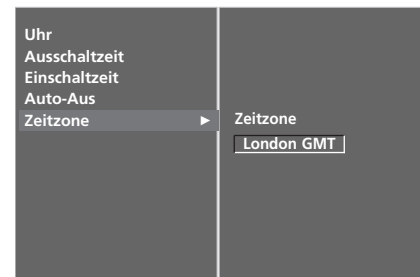 Uhr
Ausschaltzeit
Einschaltzeit
Auto-Aus
Zeitzone ►
Zeitzone
London GMT